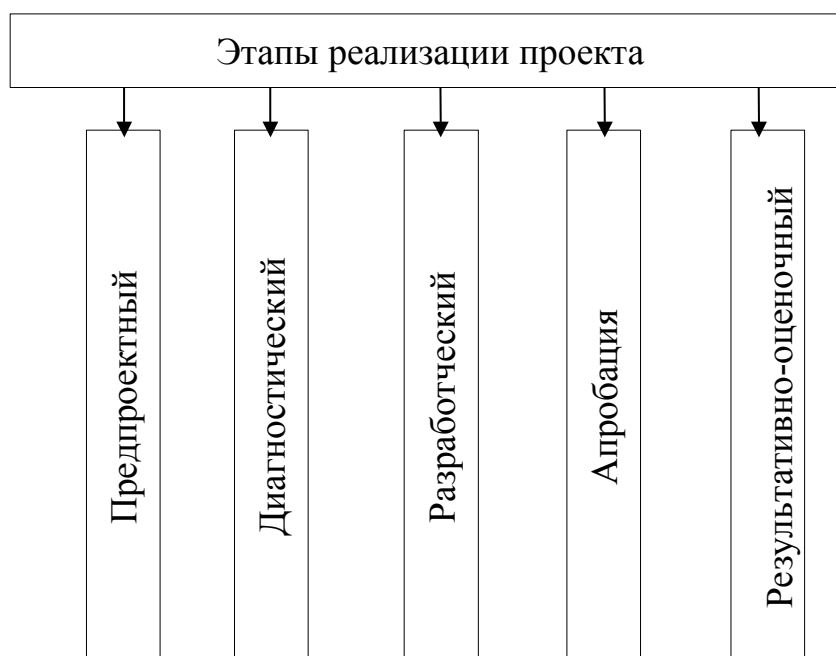 Этапы реализации проекта
Предпроектный
Диагностический
Разработческий
Апробация
Результативно-оценочный